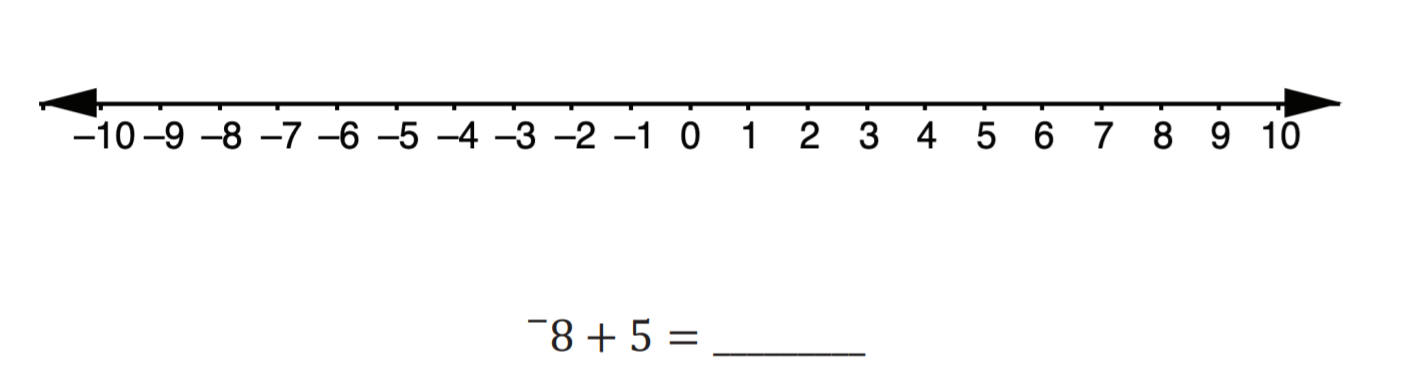 –10 –9 –8 –7 –6 –5 –4 –3 –2 –1 0 1 2 3 4 5 6 7 8 9 10
⁻8 + 5 = ________